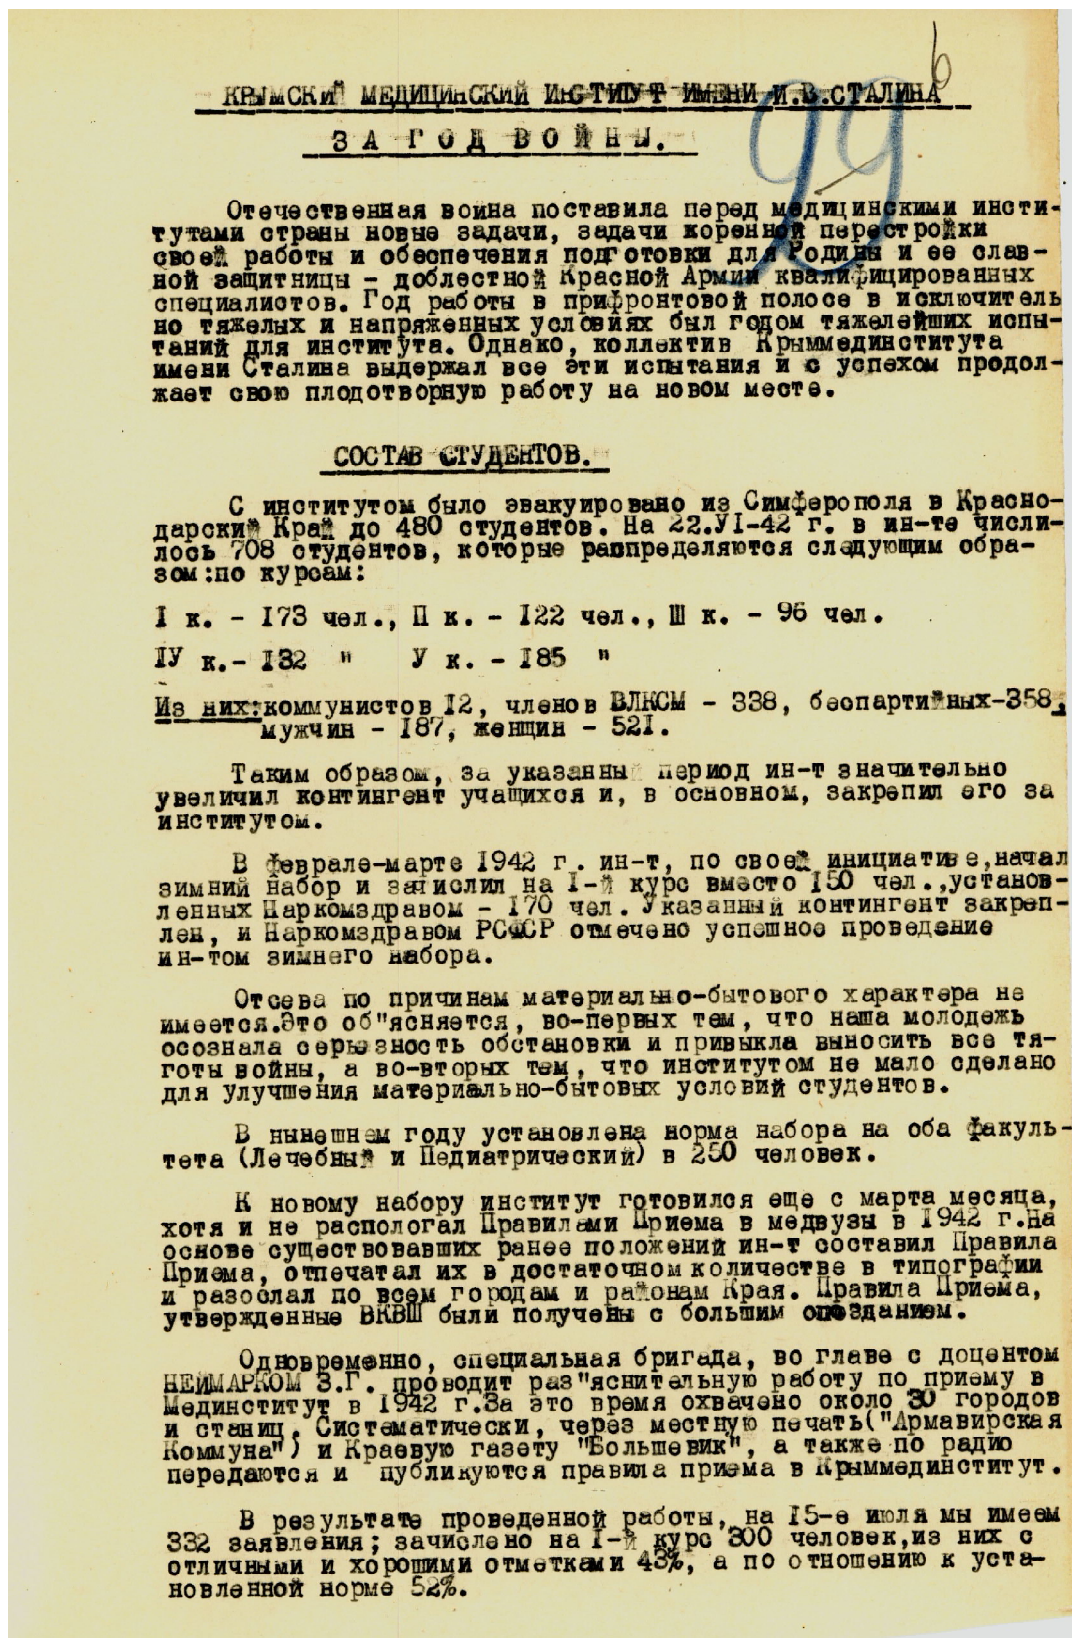 6
99
КРЫМСКИЙ МЕДИЦИНСКИЙ ИНСТИТУТ ИМЕНИ И.В.СТАЛИНА
З А Г О Д В О Й Н Ы.
Отечественная война поставила перед медицинскими инсти-
тутами страны новые задачи, задачи коренной перестройки
своей работы и обеспечения подготовки для Родины и ее слав-
ной защитницы - доблестной Красной Армии квалифицированных
специалистов. Год работы в прифронтовой полосе в исключитель
но тяжелых и напряженных условиях был годом тяжелейших испы-
таний для института. Однако, коллектив Крыммединститута
имени Сталина выдержал все эти испытания и с успехом продол-
жает свою плодотворную работу на новом месте.
СОСТАВ СТУДЕНТОВ.
С институтом было эвакуировано из Симферополя в Красно-
дарский Край до 480 студентов. На 22.УI-42 г. в ин-те числи-
лось 708 студентов, которые распределяются следующим обра-
зом:по курсам:
I к. - 173 чел., П к. - 122 чел., Ш к. - 96 чел.
IУ к.- 132 " У к. - 185 "
Из них:коммунистов 12, членов ВЛКСМ - 338, беспартийных-358,
мужчин - 187, женщин - 521.
Таким образом, за указанный период ин-т значительно
увеличил контингент учащихся и, в основном, закрепил его за
институтом.
В феврале-марте 1942 г. ин-т, по своей инициативе,начал
зимний набор и зачислил на I-й курс вместо 150 чел.,установ-
ленных Наркомздравом - 170 чел. Указанный контингент закреп-
лен, и Наркомздравом РСФСР отмечено успешное проведение
ин-том зимнего набора.
Отсева по причинам материально-бытового характера не
имеется.Это об"ясняется, во-первых тем, что наша молодежь
осознала серьезность обстановки и привыкла выносить все тя-
готы войны, а во-вторых тем, что институтом не мало сделано
для улучшения материально-бытовых условий студентов.
В нынешнем году установлена норма набора на оба факуль-
тета (Лечебный и Педиатрический) в 250 человек.
К новому набору институт готовился еще с марта месяца,
хотя и не распологал Правилами Приема в медвузы в 1942 г.На
основе существовавших ранее положений ин-т составил Правила
Приема, отпечатал их в достаточном количестве в типографии
и разослал по всем городам и районам Края. Правила Приема,
утвержденные ВКВШ были получены с большим опозданием.
Одновременно, специальная бригада, во главе с доцентом
НЕЙМАРКОМ З.Г. проводит раз"яснительную работу по приему в
Мединститут в 1942 г.За это время охвачено около 30 городов
и станиц. Систематически, через местную печать("Армавирская
Коммуна") и Краевую газету "Большевик", а также по радио
передаются и публикуются правила приема в Крыммединститут.
В результате проведенной работы, на 15-е июля мы имеем
332 заявления; зачислено на I-й курс 300 человек,из них с
отличными и хорошими отметками 43%, а по отношению к уста-
новленной норме 52%.